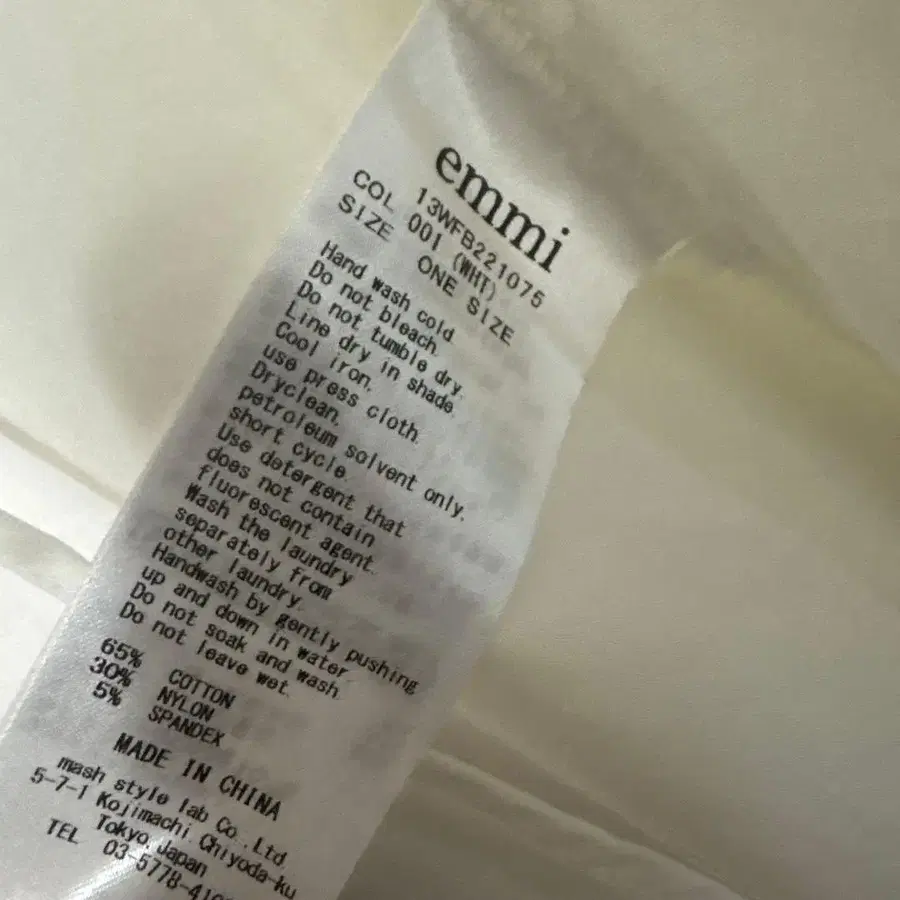 emmi
13WFB221075
COL 001 (WHT)
SIZE ONE SIZE
Hand wash cold.
Do not bleach.
Do not tumble dry.
Line dry in shade.
Cool iron,
use press cloth.
Dryclean,
petroleum solvent only,
short cycle.
Use detergent that
does not contain
fluorescent agent.
Wash the laundry
separately from
other laundry.
Handwash by gently pushing
up and down in water.
Do not soak and wash.
Do not leave wet.
65% COTTON
30% NYLON
5% SPANDEX
MADE IN CHINA
mash style lab Co.,Ltd.
5-7-1 Kojimachi Chiyoda-ku
Tokyo,Japan
TEL 03-5778-